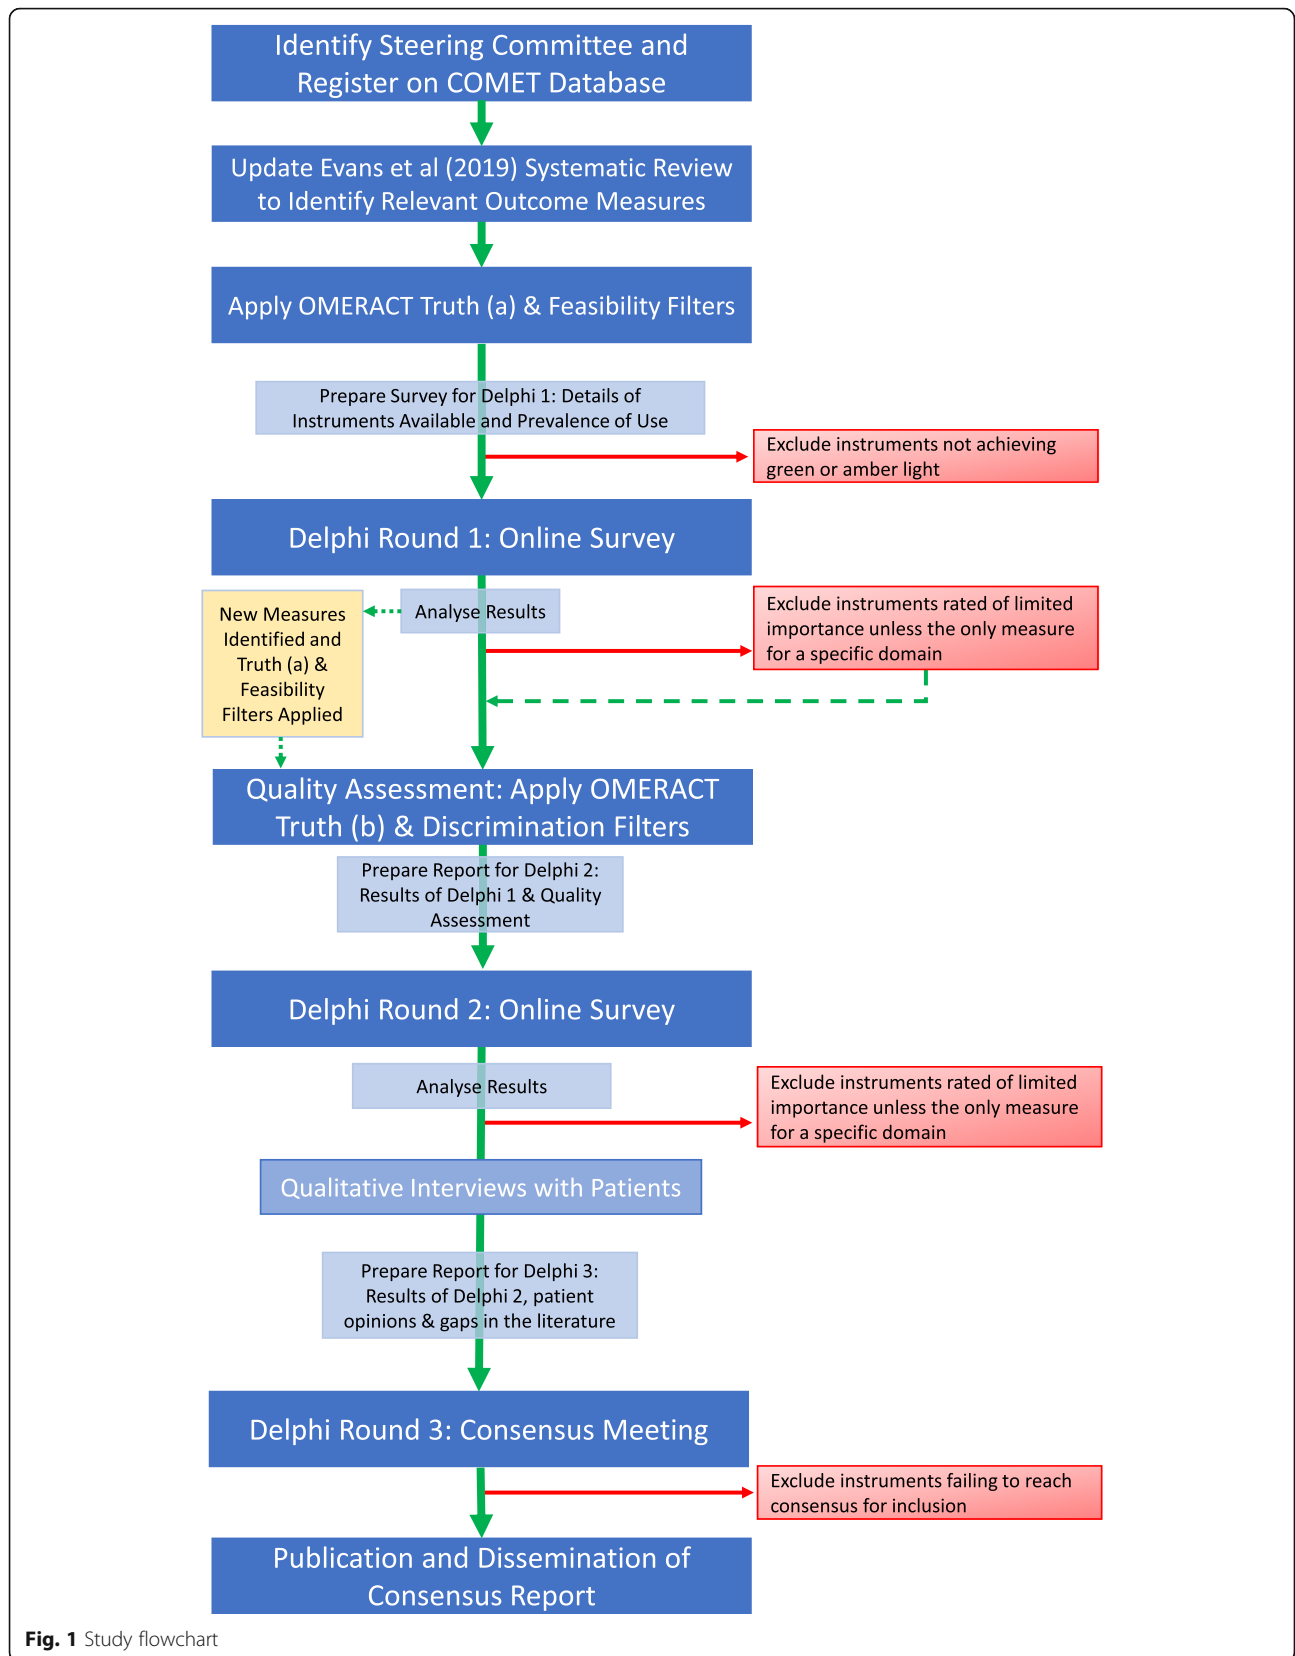 Identify Steering Committee and
Register on COMET Database
Update Evans et al (2019) Systematic Review
to Identify Relevant Outcome Measures
Apply OMERACT Truth (a) & Feasibility Filters
Prepare Survey for Delphi 1: Details of
Instruments Available and Prevalence of Use
Exclude instruments not achieving
green or amber light
Delphi Round 1: Online Survey
Analyse Results
New Measures
Identified and
Truth (a) &
Feasibility
Filters Applied
Exclude instruments rated of limited
importance unless the only measure
for a specific domain
Quality Assessment: Apply OMERACT
Truth (b) & Discrimination Filters
Prepare Report for Delphi 2:
Results of Delphi 1 & Quality
Assessment
Delphi Round 2: Online Survey
Analyse Results
Exclude instruments rated of limited
importance unless the only measure
for a specific domain
Qualitative Interviews with Patients
Prepare Report for Delphi 3:
Results of Delphi 2, patient
opinions & gaps in the literature
Delphi Round 3: Consensus Meeting
Exclude instruments failing to reach
consensus for inclusion
Publication and Dissemination of
Consensus Report
Fig. 1 Study flowchart